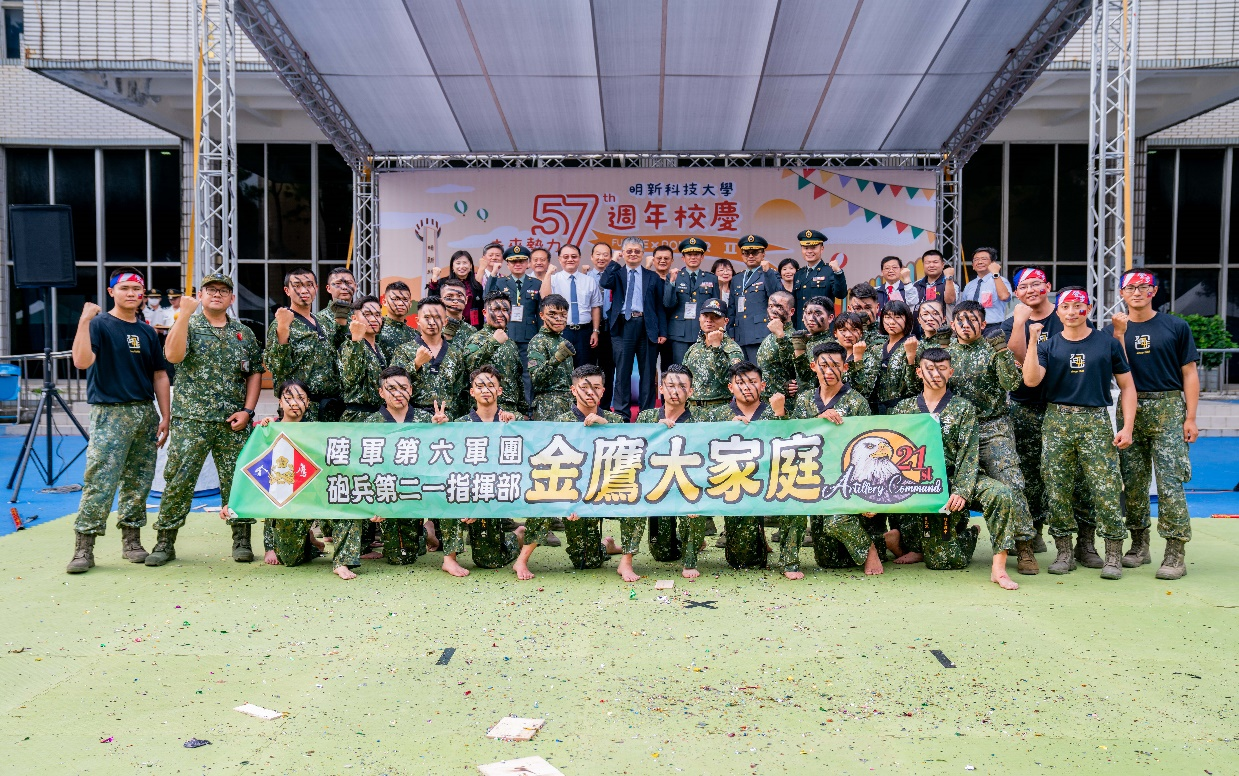 明新科技大學
57th 週年校慶
陸軍第六軍團
砲兵第二一指揮部
金鷹大家庭
21st
Artillery Command